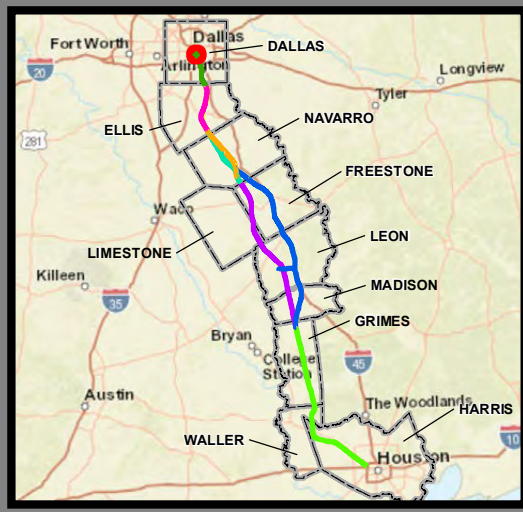 Dallas
DALLAS
Fort Worth
Arlington
20
Longview
Tyler
ELLIS
NAVARRO
281
FREESTONE
Waco
LEON
LIMESTONE
Killeen
MADISON
35
GRIMES
Bryan
College
Station
45
Austin
The Woodlands
HARRIS
WALLER
10
Houston